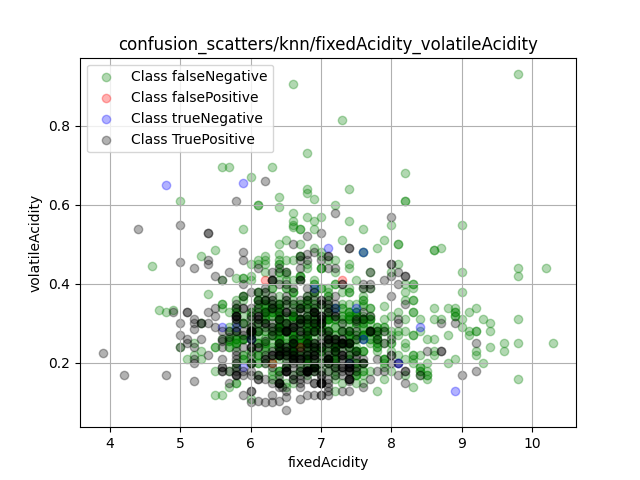 confusion_scatters/knn/fixedAcidity_volatileAcidity
Class falseNegative
Class falsePositive
Class trueNegative
Class TruePositive
volatileAcidity
0.8
0.6
0.4
0.2
4 5 6 7 8 9 10
fixedAcidity